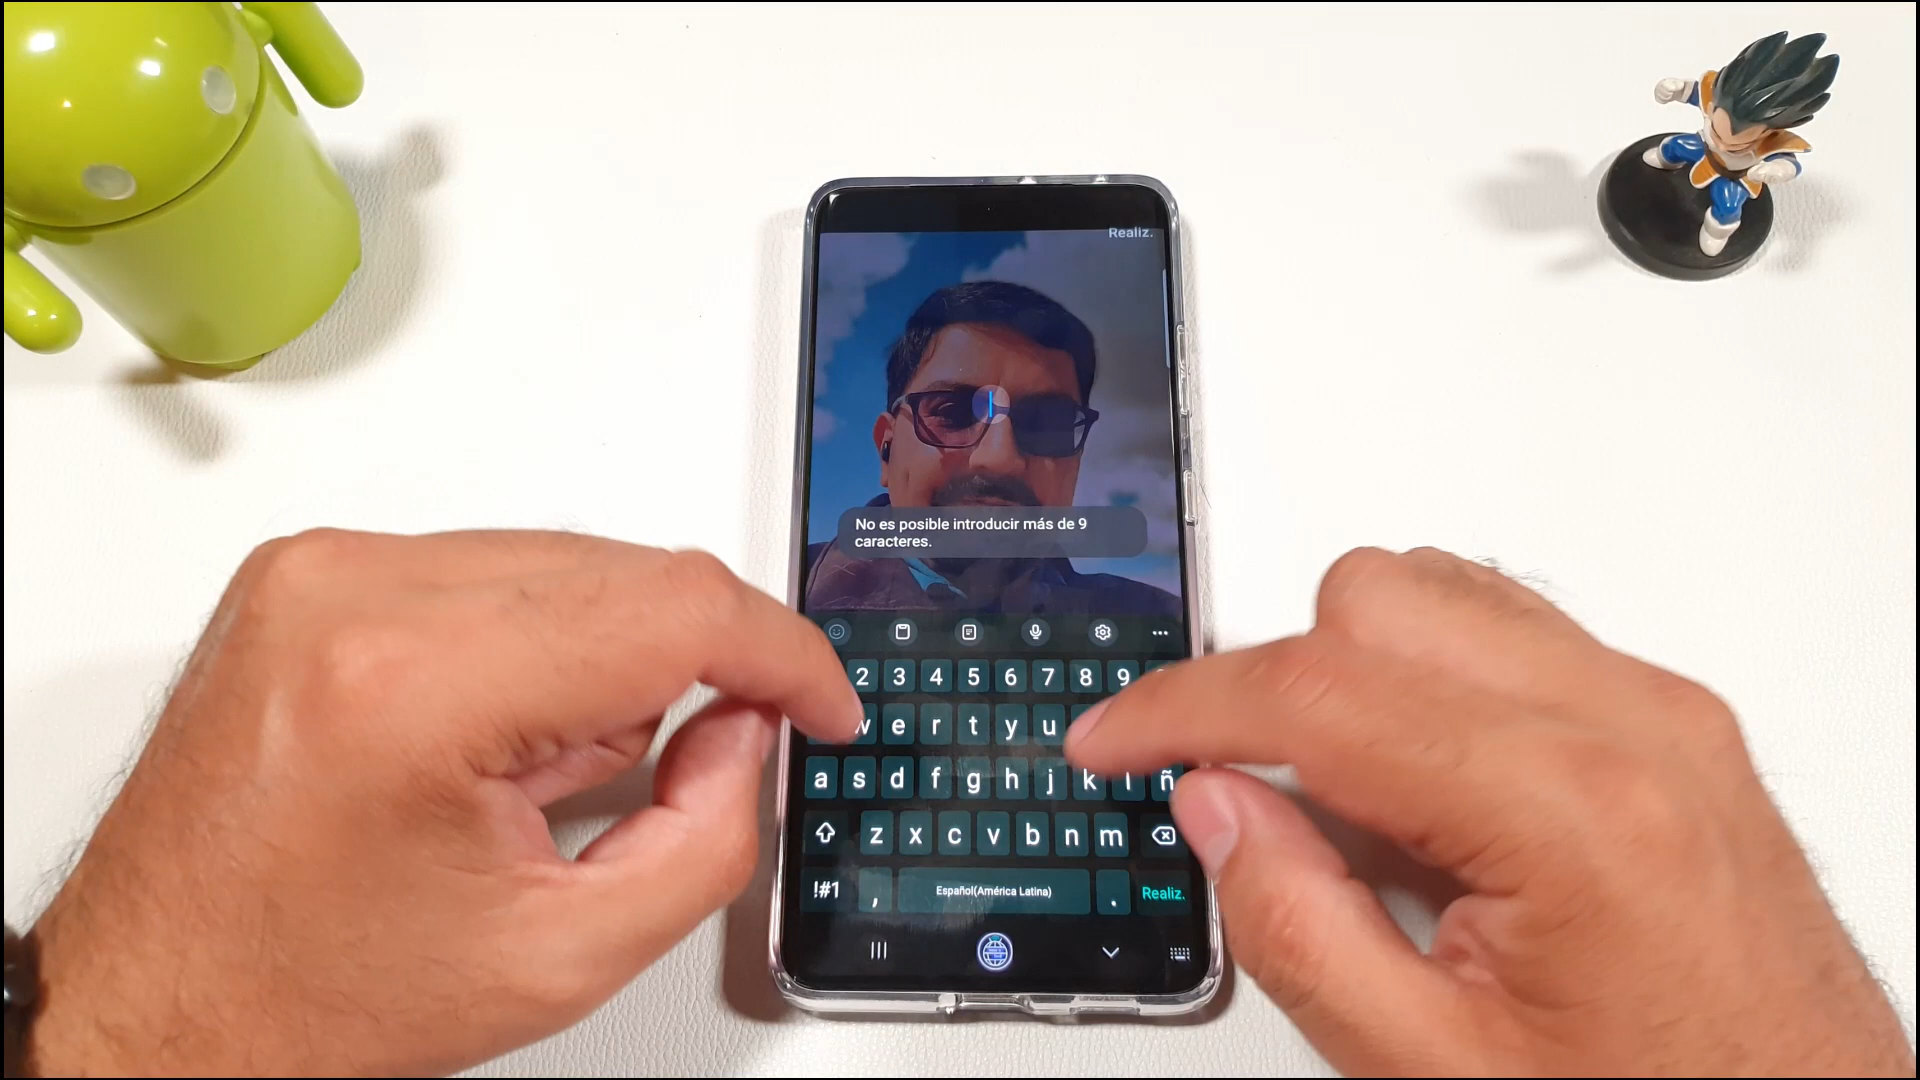 Realiz.
No es posible introducir más de 9
caracteres.
2 3 4 5 6 7 8 9
w e r t y u
a s d f g h j k l ñ
z x c v b n m
!#1 , Español(América Latina) . Realiz.